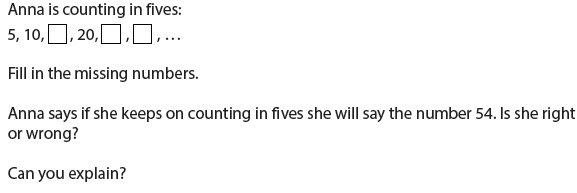 Anna is counting in fives:
5, 10, □, 20, □, □, ...
Fill in the missing numbers.
Anna says if she keeps on counting in fives she will say the number 54. Is she right
or wrong?
Can you explain?